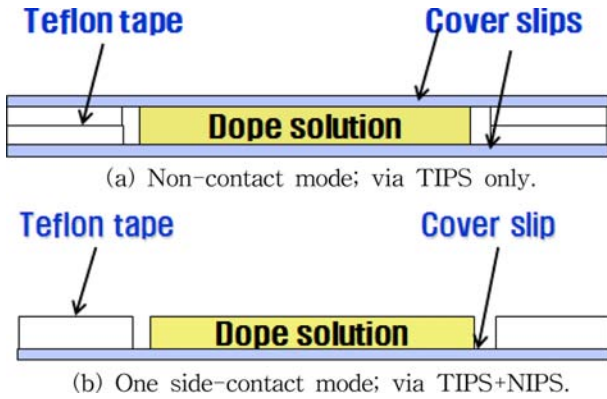 Teflon tape Cover slips
Dope solution
(a) Non-contact mode; via TIPS only.
Teflon tape Cover slip
Dope solution
(b) One side-contact mode; via TIPS+NIPS.